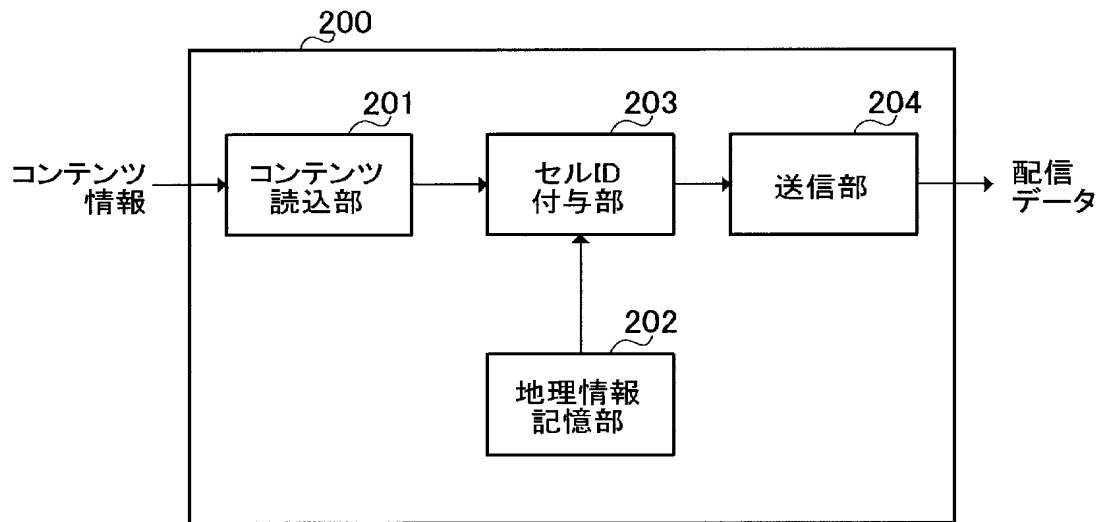 200
201
203
204
コンテンツ
情報
コンテンツ
読込部
セルID
付与部
送信部
配信
データ
202
地理情報
記憶部